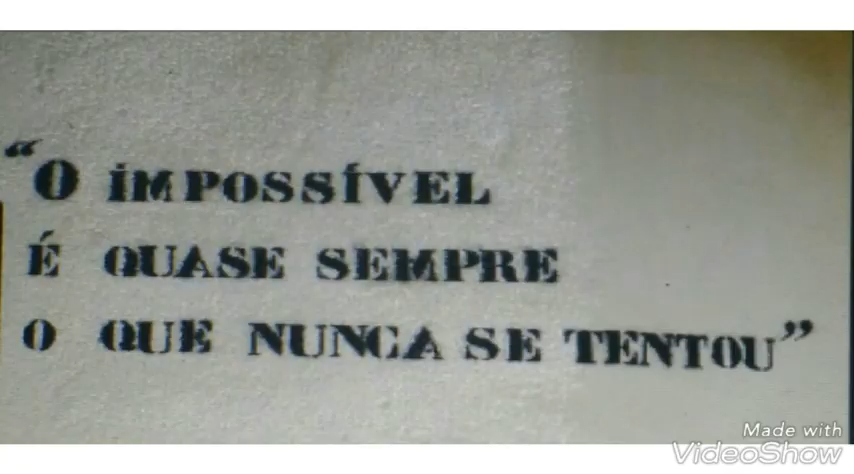 “O IMPOSSÍVEL
É QUASE SEMPRE
O QUE NUNCA SE TENTOU”
Made with
VideoShow